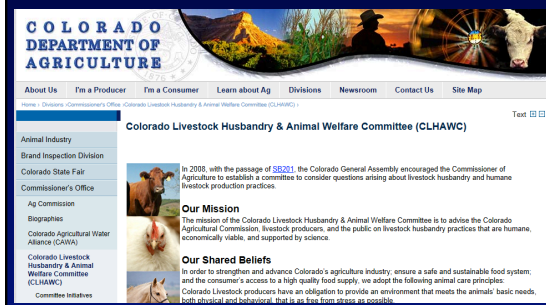 COLORADO
DEPARTMENT OF
AGRICULTURE
1876
About Us I'm a Producer I'm a Consumer Learn about Ag Divisions Newsroom Contact Us Site Map
Home › Divisions ›Commissioner's Office ›Colorado Livestock Husbandry & Animal Welfare Committee (CLHAWC) ›
Text + -
Colorado Livestock Husbandry & Animal Welfare Committee (CLHAWC)
Animal Industry
Brand Inspection Division
Colorado State Fair
Commissioner's Office
Ag Commission
Biographies
Colorado Agricultural Water
Alliance (CAWA)
Colorado Livestock
Husbandry & Animal
Welfare Committee
(CLHAWC)
Committee Initiatives
In 2008, with the passage of SB201, the Colorado General Assembly encouraged the Commissioner of
Agriculture to establish a committee to consider questions arising about livestock husbandry and humane
livestock production practices.
Our Mission
The mission of the Colorado Livestock Husbandry & Animal Welfare Committee is to advise the Colorado
Agricultural Commission, livestock producers, and the public on livestock husbandry practices that are humane,
economically viable, and supported by science.
Our Shared Beliefs
In order to strengthen and advance Colorado's agriculture industry; ensure a safe and sustainable food system;
and the consumer's access to a high quality food supply, we adopt the following animal care principles:
Colorado Livestock producers have an obligation to provide an environment that meets the animals' basic needs,
both physical and behavioral, that is as free from stress as possible.